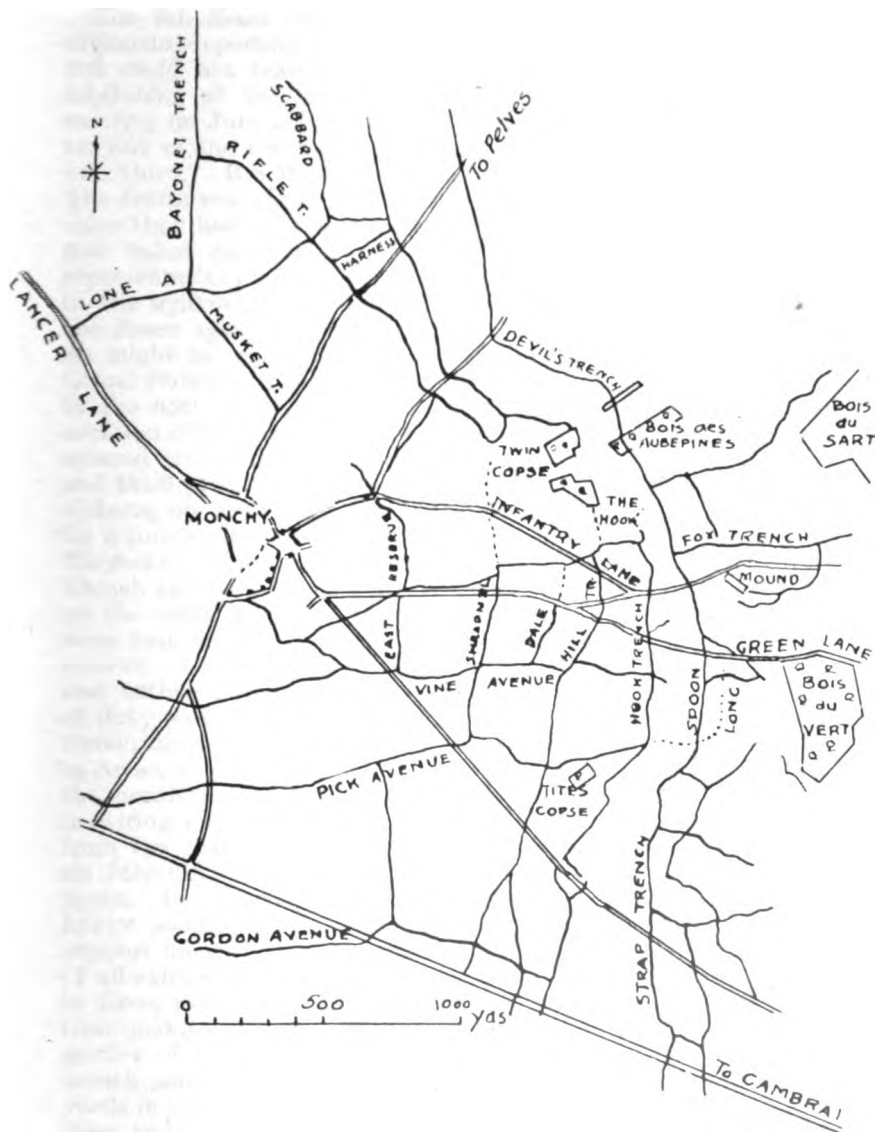 N
BAYONET TRENCH
SCABBARD
RIFLE T.
To Pelves
HARNESS
LONE A
LANCER LANE
MUSKET T.
DEVIL'S TRENCH
BOIS des
AUBEPINES
BOIS
du
SART
TWIN
COPSE
THE
HOOK
MONCHY
INFANTRY LANE
RESERVE
FOX TRENCH
MOUND
TR.
EAST
SHRAPNEL
DALE
HILL
GREEN LANE
HOOK TRENCH
SPOON
LONG
BOIS
du
VERT
VINE AVENUE
PICK AVENUE
TITES
COPSE
STRAP TRENCH
GORDON AVENUE
0 500 1000
yds
To CAMBRAI